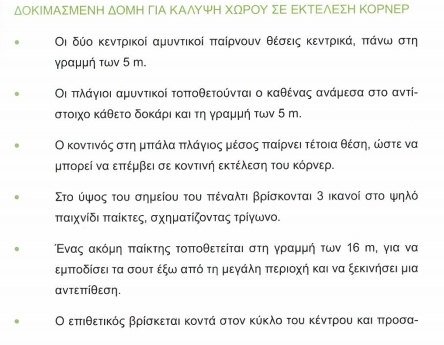 ΔΟΚΙΜΑΣΜΕΝΗ ΔΟΜΗ ΓΙΑ ΚΑΛΥΨΗ ΧΩΡΟΥ ΣΕ ΕΚΤΕΛΕΣΗ ΚΟΡΝΕΡ
• Οι δύο κεντρικοί αμυντικοί παίρνουν θέσεις κεντρικά, πάνω στη
γραμμή των 5 m.
• Οι πλάγιοι αμυντικοί τοποθετούνται ο καθένας ανάμεσα στο αντί-
στοιχο κάθετο δοκάρι και τη γραμμή των 5 m.
• Ο κοντινός στη μπάλα πλάγιος μέσος παίρνει τέτοια θέση, ώστε να
μπορεί να επέμβει σε κοντινή εκτέλεση του κόρνερ.
• Στο ύψος του σημείου του πέναλτι βρίσκονται 3 ικανοί στο ψηλό
παιχνίδι παίκτες, σχηματίζοντας τρίγωνο.
• Ένας ακόμη παίκτης τοποθετείται στη γραμμή των 16 m, για να
εμποδίσει τα σουτ έξω από τη μεγάλη περιοχή και να ξεκινήσει μια
αντεπίθεση.
• Ο επιθετικός βρίσκεται κοντά στον κύκλο του κέντρου και προσα-